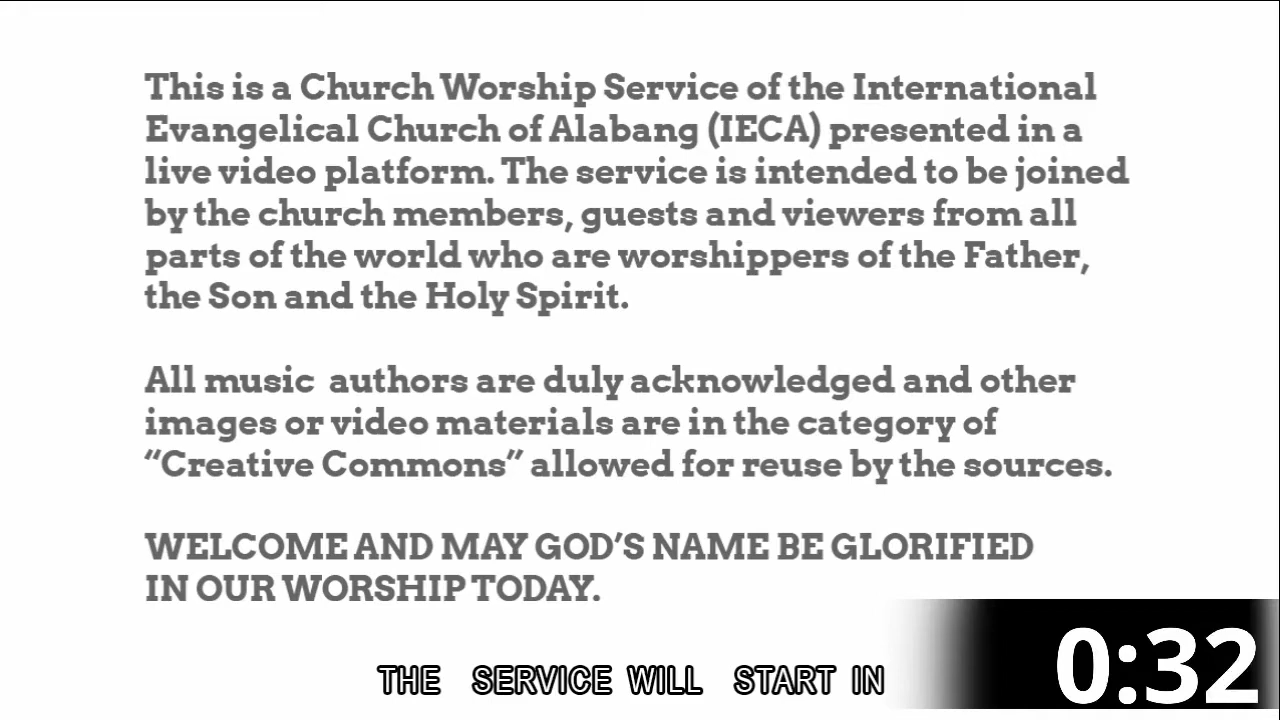 This is a Church Worship Service of the International
Evangelical Church of Alabang (IECA) presented in a
live video platform. The service is intended to be joined
by the church members, guests and viewers from all
parts of the world who are worshippers of the Father,
the Son and the Holy Spirit.
All music  authors are duly acknowledged and other
images or video materials are in the category of
“Creative Commons” allowed for reuse by the sources.
WELCOME AND MAY GOD’S NAME BE GLORIFIED
IN OUR WORSHIP TODAY.
THE SERVICE WILL START IN 0:32